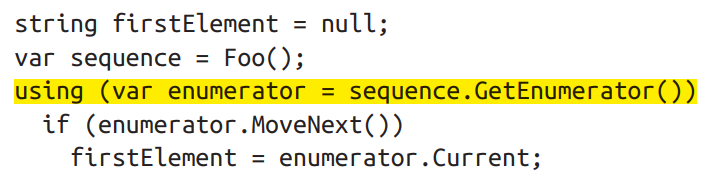 string firstElement = null;
var sequence = Foo();
using (var enumerator = sequence.GetEnumerator())
  if (enumerator.MoveNext())
    firstElement = enumerator.Current;